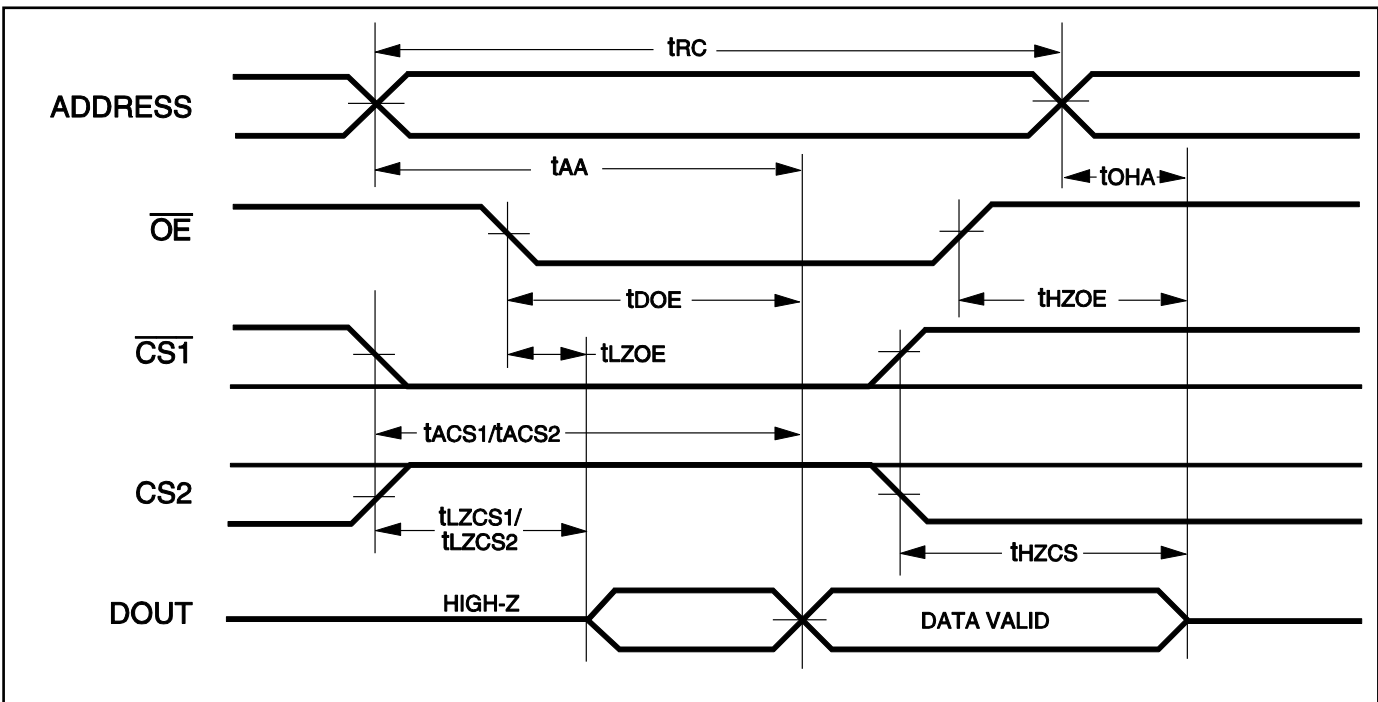 tRC
ADDRESS
tAA
tOHA
OE
tDOE
tHZOE
CS1
tLZOE
tACS1/tACS2
CS2
tLZCS1/
tLZCS2
tHZCS
HIGH-Z
DOUT
DATA VALID